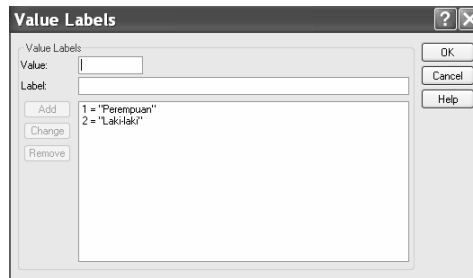 Value Labels
Value Labels
Value:
Label:
OK
Cancel
Help
Add
Change
Remove
1 = "Perempuan"
2 = "Laki-laki"